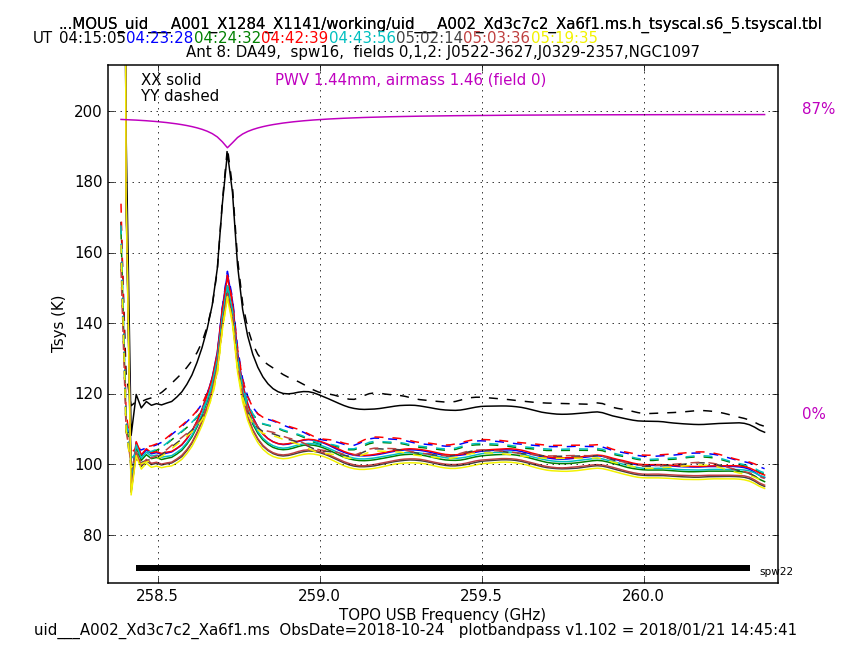 ...MOUS_uid___A001_X1284_X1141/working/uid___A002_Xd3c7c2_Xa6f1.ms.h_tsyscal.s6_5.tsyscal.tbl
UT 04:15:05 04:23:28 04:24:32 04:42:39 04:43:56 05:02:14 05:03:36 05:19:35
Ant 8: DA49,  spw16,  fields 0,1,2: J0522-3627,J0329-2357,NGC1097
XX solid
YY dashed
PWV 1.44mm, airmass 1.46 (field 0)
87%
0%
200
180
160
140
120
100
80
Tsys (K)
spw22
258.5 259.0 259.5 260.0
TOPO USB Frequency (GHz)
uid___A002_Xd3c7c2_Xa6f1.ms  ObsDate=2018-10-24   plotbandpass v1.102 = 2018/01/21 14:45:41